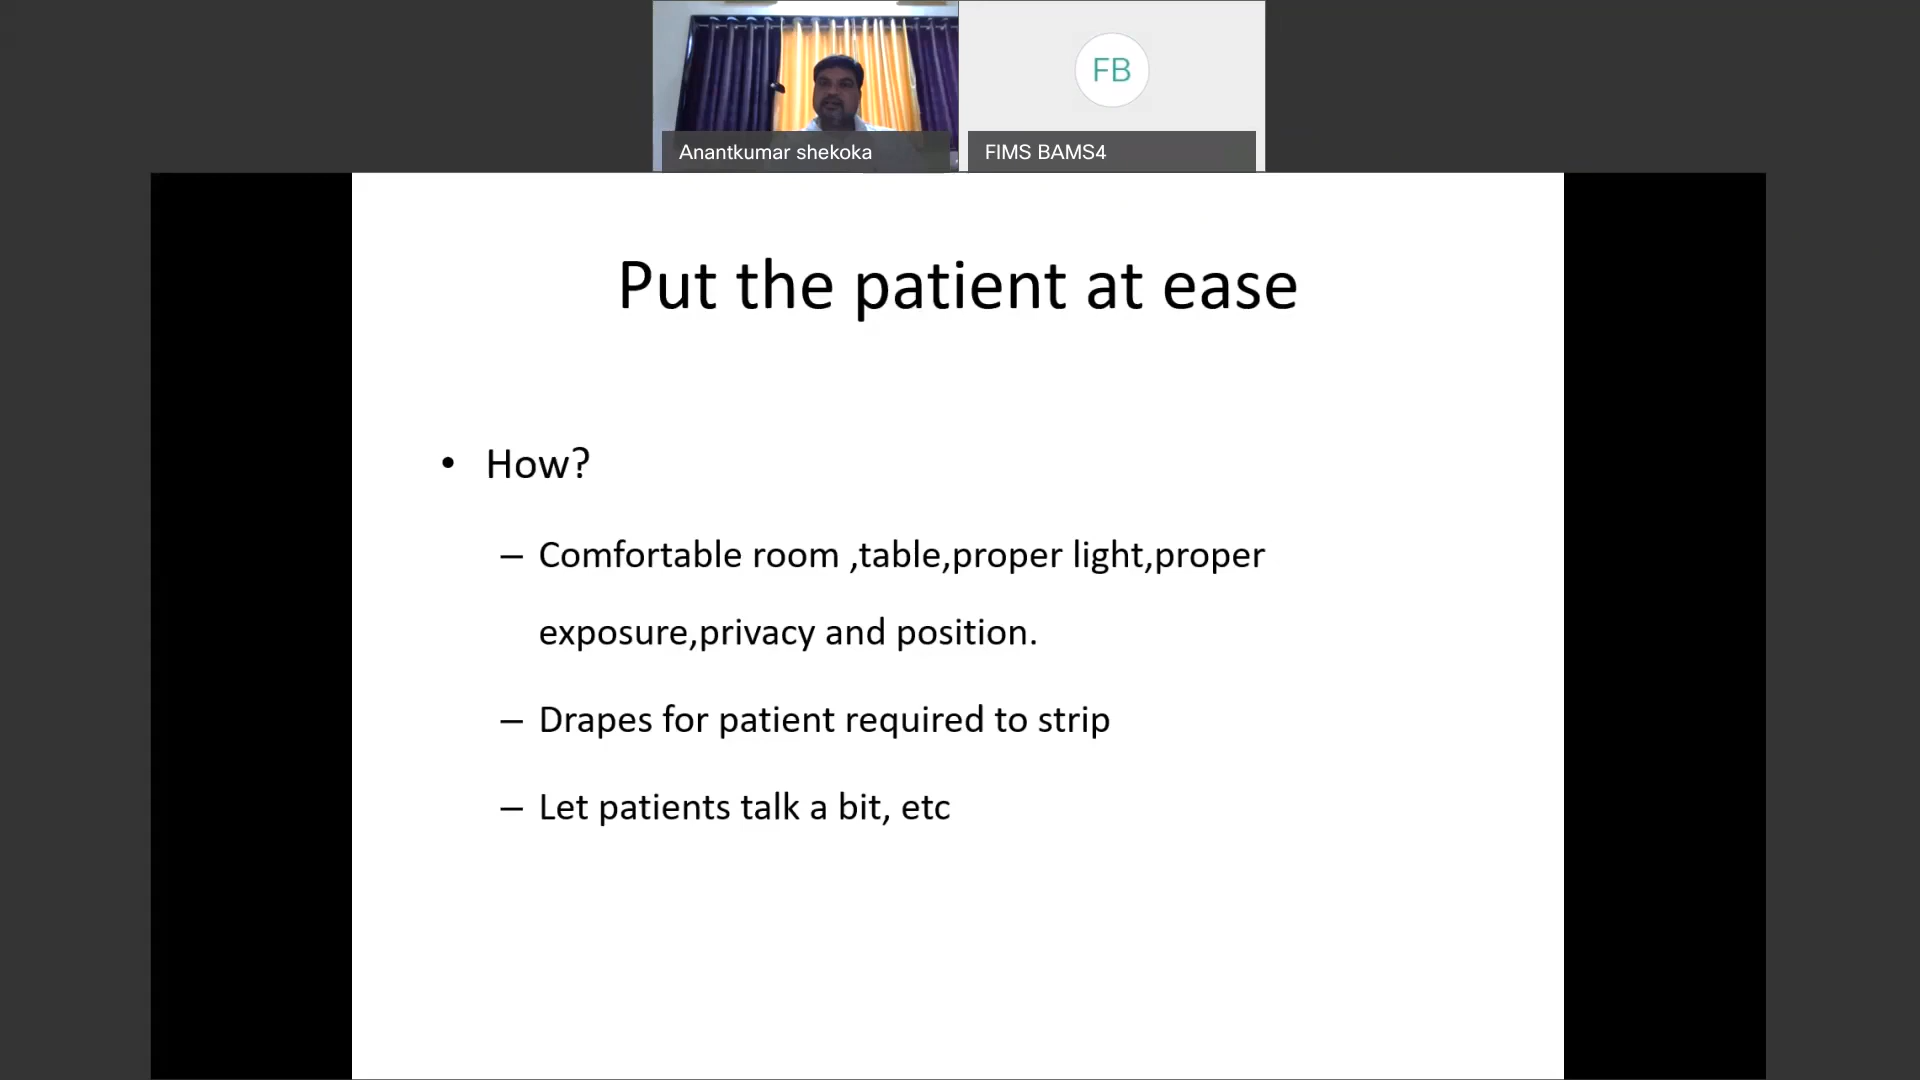 FB
Anantkumar shekoka
FIMS BAMS4
Put the patient at ease
• How?
– Comfortable room ,table,proper light,proper
exposure,privacy and position.
– Drapes for patient required to strip
– Let patients talk a bit, etc